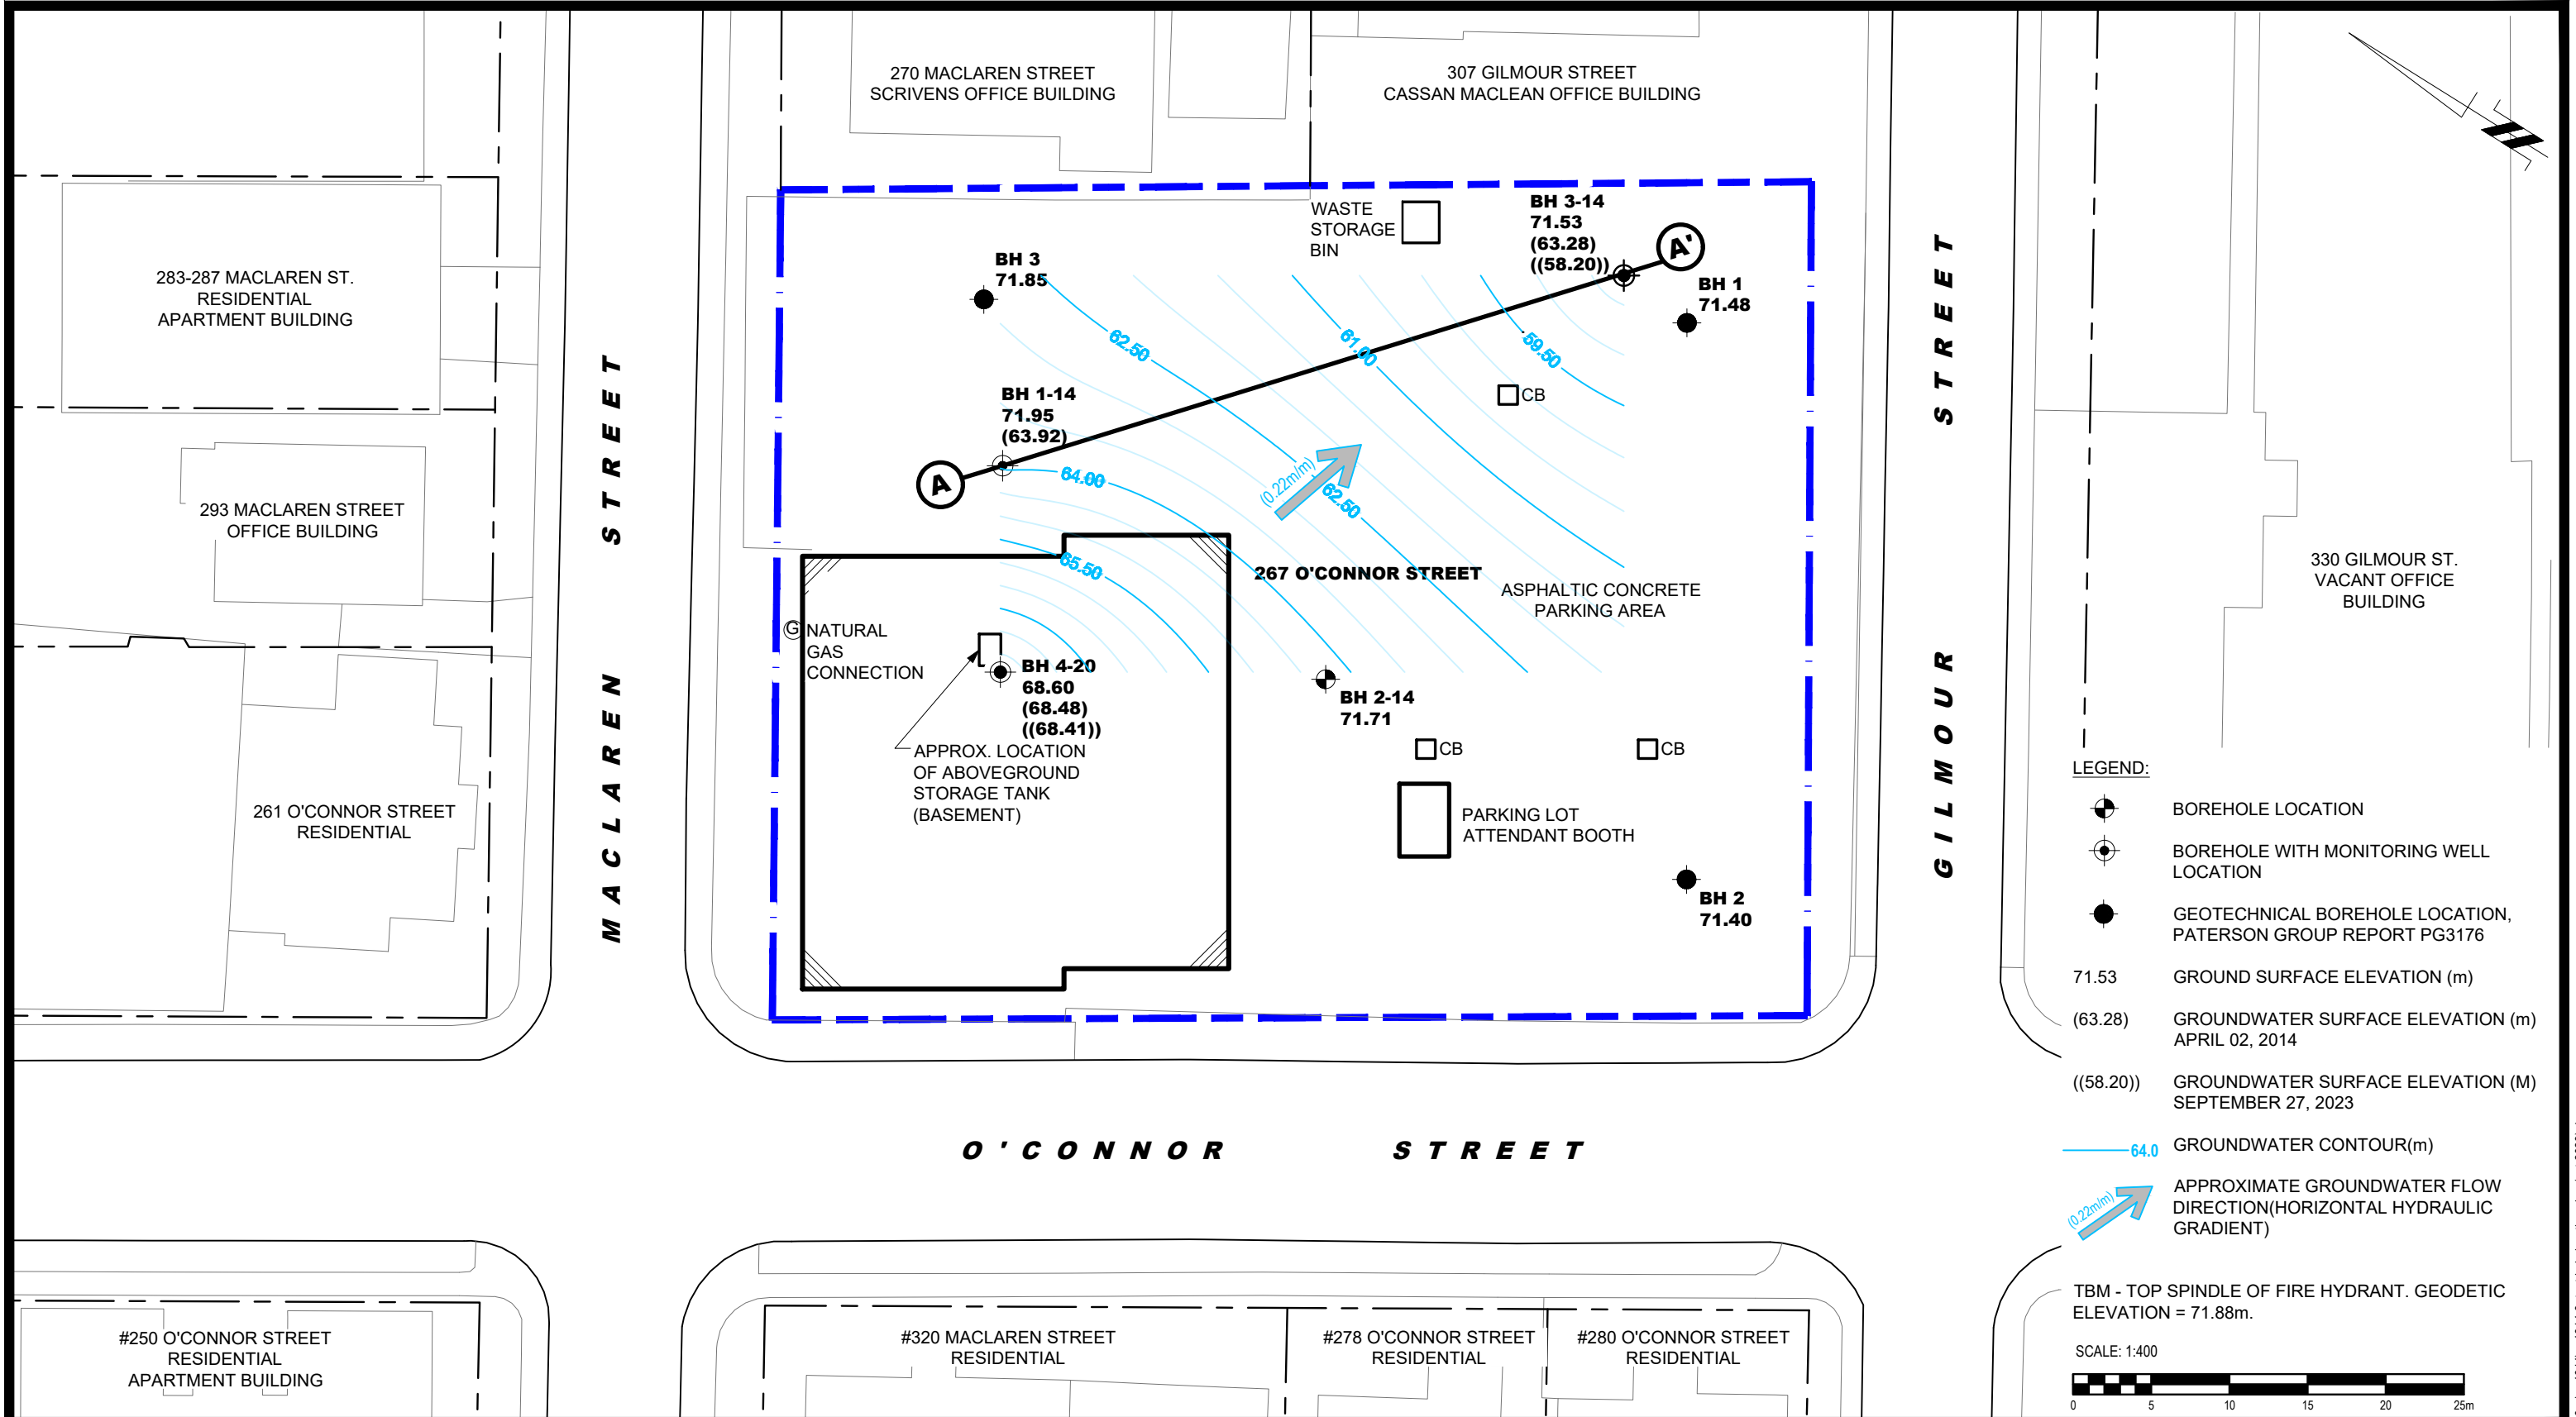 270 MACLAREN STREET
SCRIVENS OFFICE BUILDING
307 GILMOUR STREET
CASSAN MACLEAN OFFICE BUILDING
WASTE
STORAGE
BIN
BH 3-14
71.53
(63.28)
((58.20))
A'
BH 3
71.85
BH 1
71.48
283-287 MACLAREN ST.
RESIDENTIAL
APARTMENT BUILDING
62.50
61.00
59.50
CB
BH 1-14
71.95
(63.92)
A
64.00
(0.22m/m)
62.50
293 MACLAREN STREET
OFFICE BUILDING
65.50
267 O'CONNOR STREET
ASPHALTIC CONCRETE
PARKING AREA
330 GILMOUR ST.
VACANT OFFICE
BUILDING
G NATURAL
GAS
CONNECTION
BH 4-20
68.60
(68.48)
((68.41))
BH 2-14
71.71
CB
CB
APPROX. LOCATION
OF ABOVEGROUND
STORAGE TANK
(BASEMENT)
261 O'CONNOR STREET
RESIDENTIAL
PARKING LOT
ATTENDANT BOOTH
BH 2
71.40
MACLAREN STREET
GILMOUR STREET
O'CONNOR STREET
#250 O'CONNOR STREET
RESIDENTIAL
APARTMENT BUILDING
#320 MACLAREN STREET
RESIDENTIAL
#278 O'CONNOR STREET
RESIDENTIAL
#280 O'CONNOR STREET
RESIDENTIAL
LEGEND:
BOREHOLE LOCATION
BOREHOLE WITH MONITORING WELL
LOCATION
GEOTECHNICAL BOREHOLE LOCATION,
PATERSON GROUP REPORT PG3176
71.53 GROUND SURFACE ELEVATION (m)
(63.28) GROUNDWATER SURFACE ELEVATION (m)
APRIL 02, 2014
((58.20)) GROUNDWATER SURFACE ELEVATION (M)
SEPTEMBER 27, 2023
64.0 GROUNDWATER CONTOUR(m)
(0.22m/m) APPROXIMATE GROUNDWATER FLOW
DIRECTION(HORIZONTAL HYDRAULIC
GRADIENT)
TBM - TOP SPINDLE OF FIRE HYDRANT. GEODETIC
ELEVATION = 71.88m.
SCALE: 1:400
0 5 10 15 20 25m